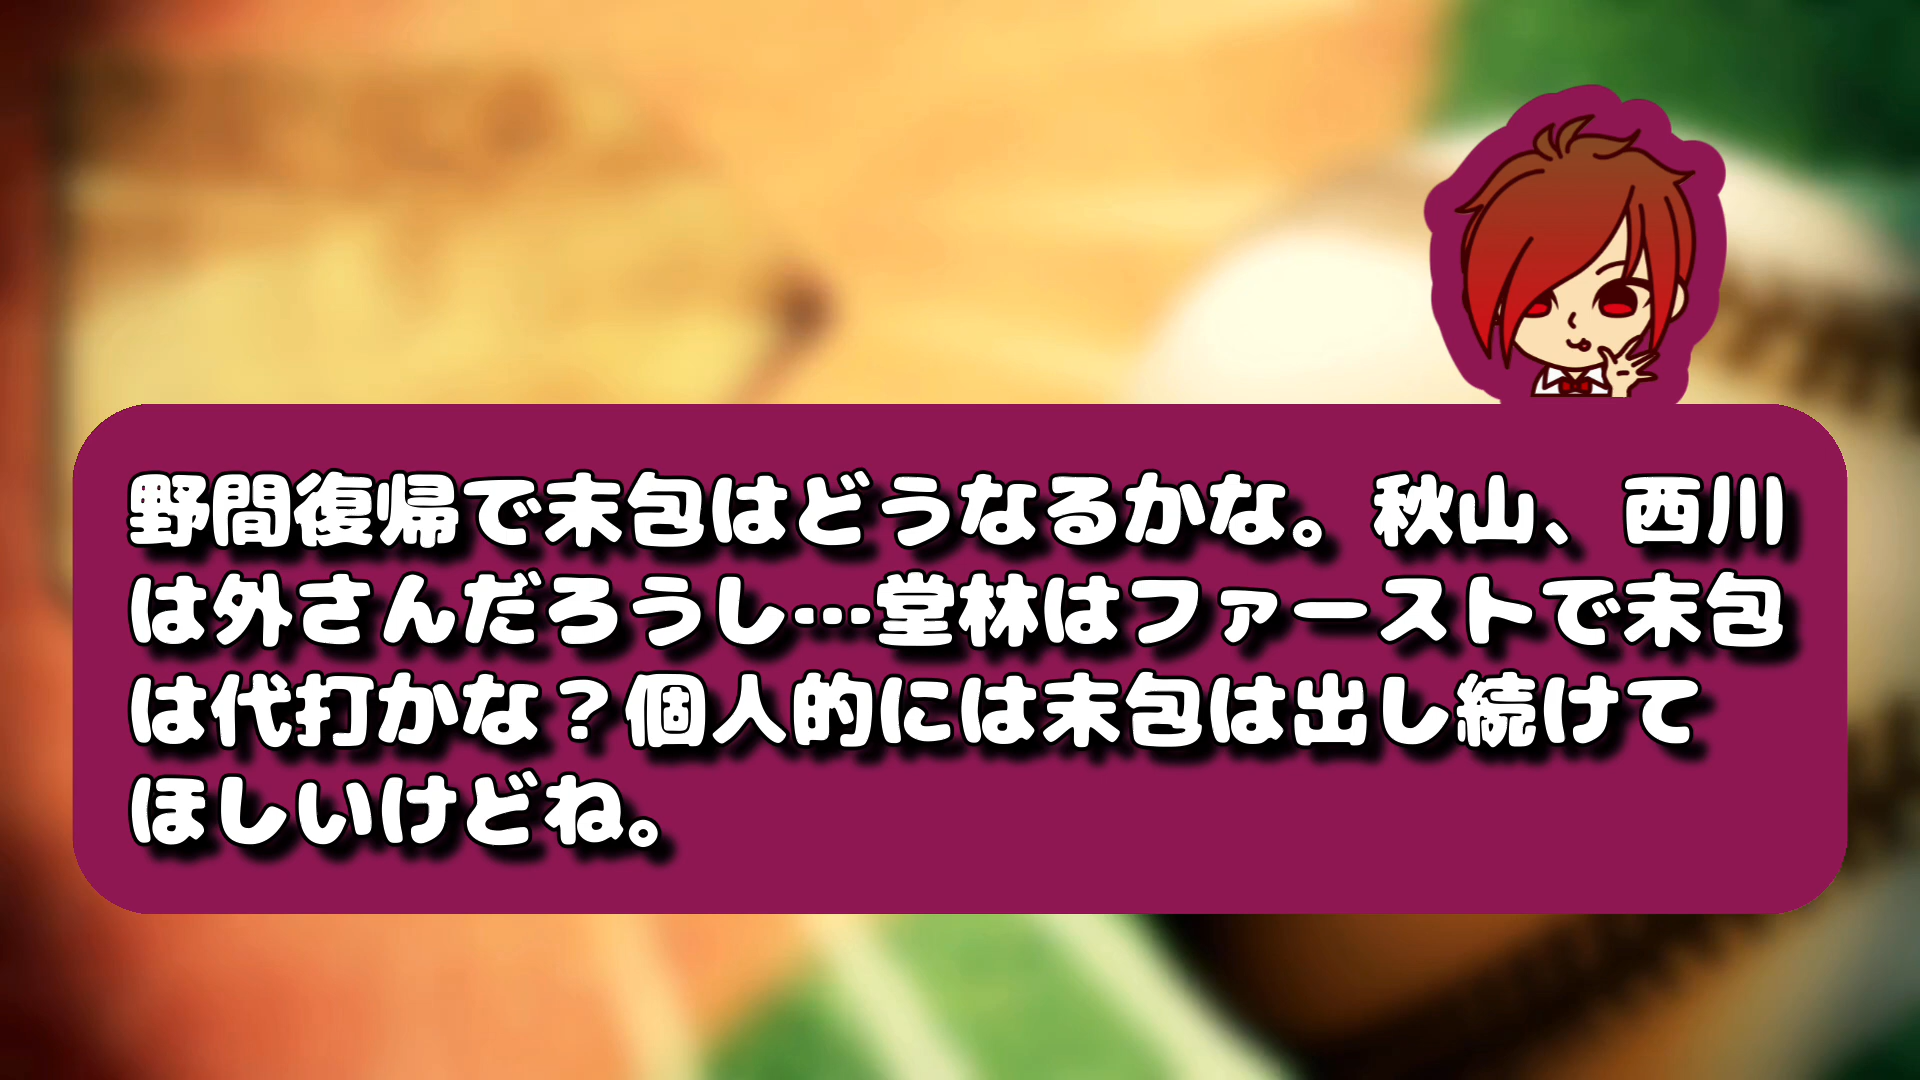 野間復帰で末包はどうなるかな。秋山、西川
は外さんだろうし…堂林はファーストで末包
は代打かな？個人的には末包は出し続けて
ほしいけどね。